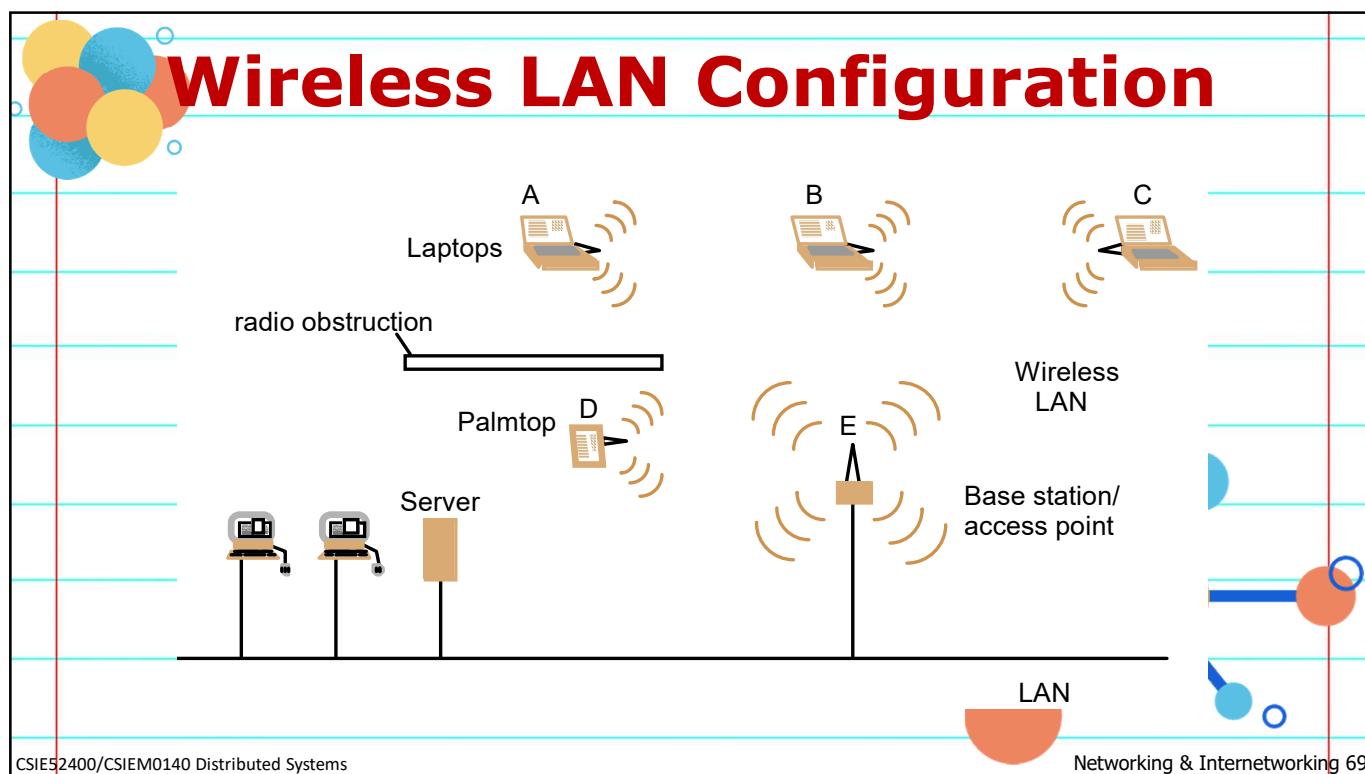 Wireless LAN Configuration
A
B
C
Laptops
radio obstruction
Wireless
LAN
Palmtop
D
E
Server
Base station/
access point
LAN
CSIE52400/CSIEM0140 Distributed Systems
Networking & Internetworking 69